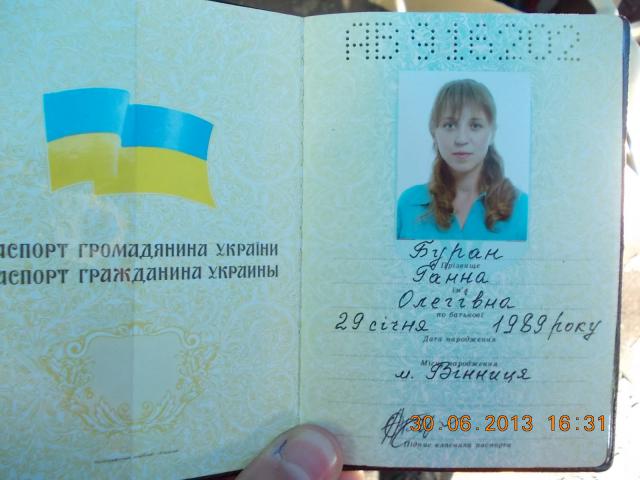 АСПОРТ ГРОМАДЯНИНА УКРАЇНИ
АСПОРТ ГРАЖДАНИНА УКРАИНЫ
АВ 918202
Буран
Прізвище
Ганна
Ім'я
Олегівна
по батькові
29 січня 1989 року
Дата народження
Місце народження
м. Вінниця
30.06.2013 16:31
Підпис власника паспорта